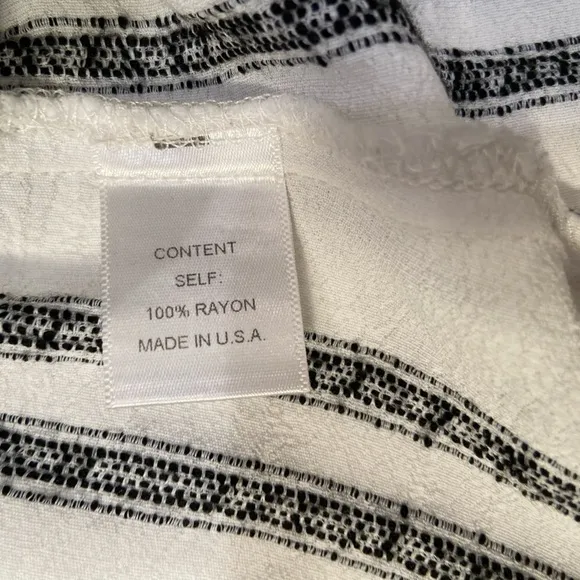 CONTENT
SELF:
100% RAYON
MADE IN U.S.A.